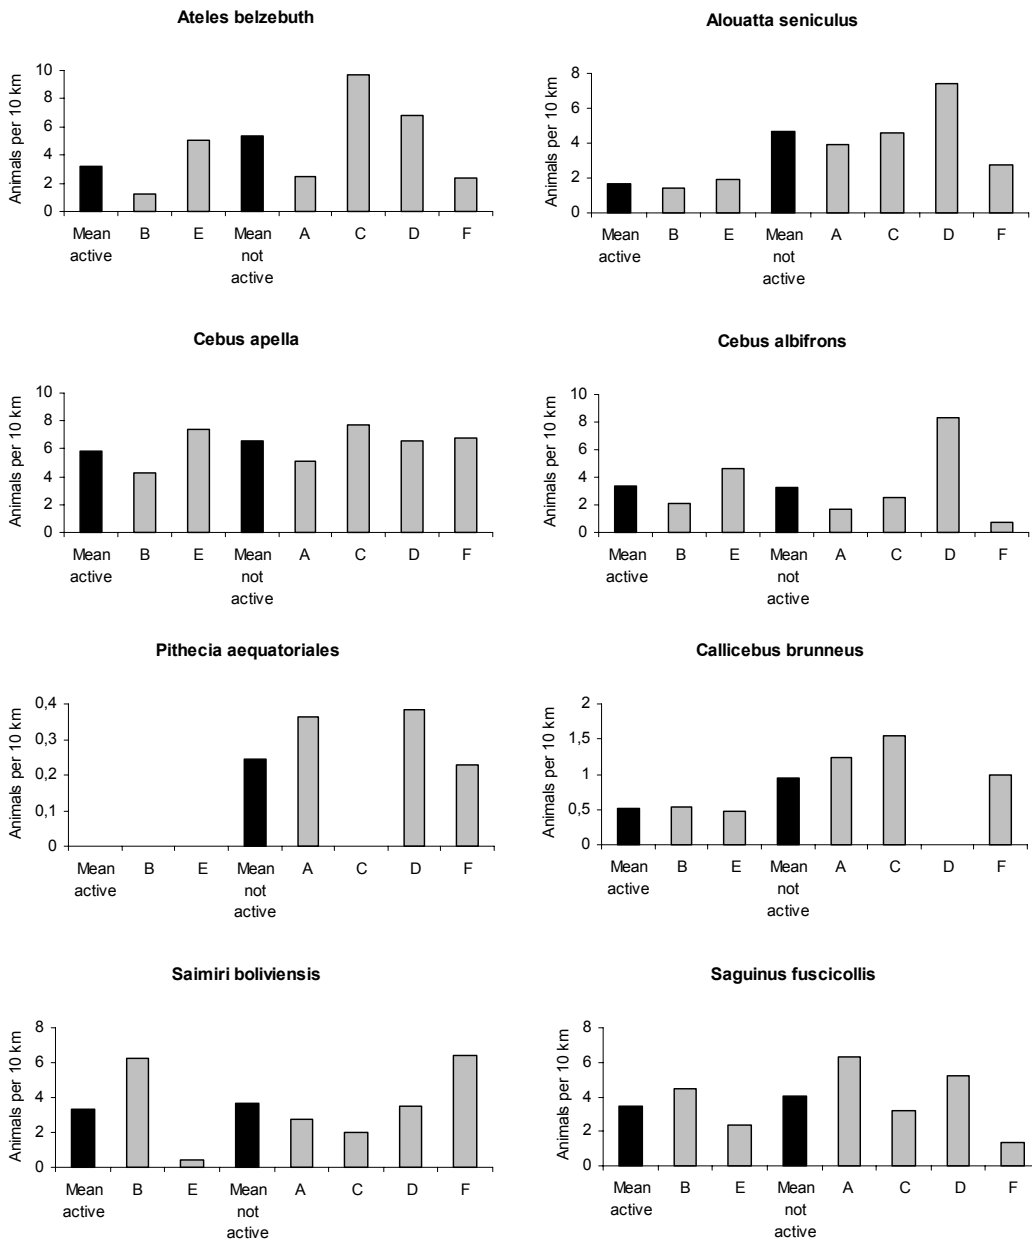 Ateles belzebuth
Animals per 10 km
10
8
6
4
2
0
Mean active
B
E
Mean not active
A
C
D
F
Alouatta seniculus
Animals per 10 km
8
6
4
2
0
Mean active
B
E
Mean not active
A
C
D
F
Cebus apella
Animals per 10 km
10
8
6
4
2
0
Mean active
B
E
Mean not active
A
C
D
F
Cebus albifrons
Animals per 10 km
10
8
6
4
2
0
Mean active
B
E
Mean not active
A
C
D
F
Pithecia aequatoriales
Animals per 10 km
0,4
0,3
0,2
0,1
0
Mean active
B
E
Mean not active
A
C
D
F
Callicebus brunneus
Animals per 10 km
2
1,5
1
0,5
0
Mean active
B
E
Mean not active
A
C
D
F
Saimiri boliviensis
Animals per 10 km
8
6
4
2
0
Mean active
B
E
Mean not active
A
C
D
F
Saguinus fuscicollis
Animals per 10 km
8
6
4
2
0
Mean active
B
E
Mean not active
A
C
D
F